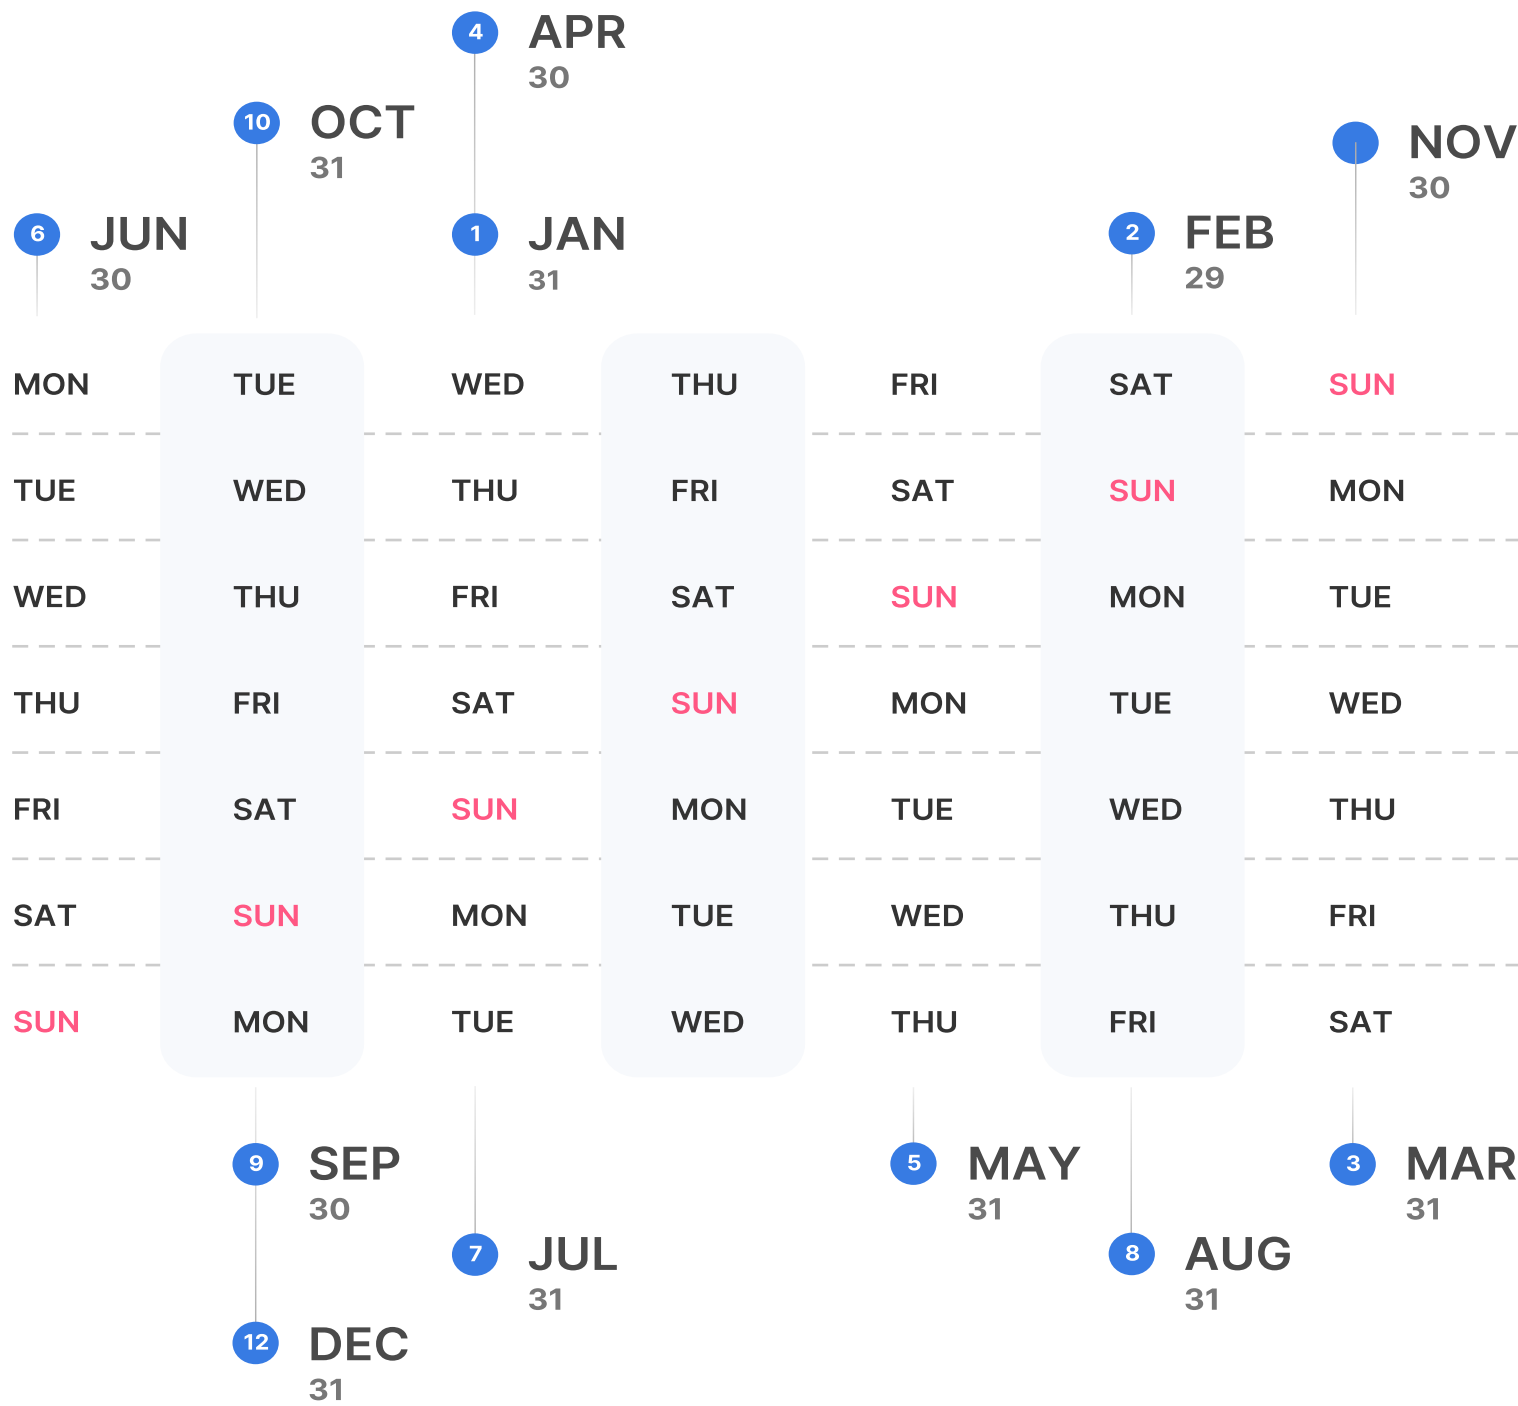 4 APR
30
10 OCT
31
NOV
30
6 JUN
30
1 JAN
31
2 FEB
29
MON TUE WED THU FRI SAT SUN
TUE WED THU FRI SAT SUN MON
WED THU FRI SAT SUN MON TUE
THU FRI SAT SUN MON TUE WED
FRI SAT SUN MON TUE WED THU
SAT SUN MON TUE WED THU FRI
SUN MON TUE WED THU FRI SAT
9 SEP
30
5 MAY
31
3 MAR
31
7 JUL
31
8 AUG
31
12 DEC
31